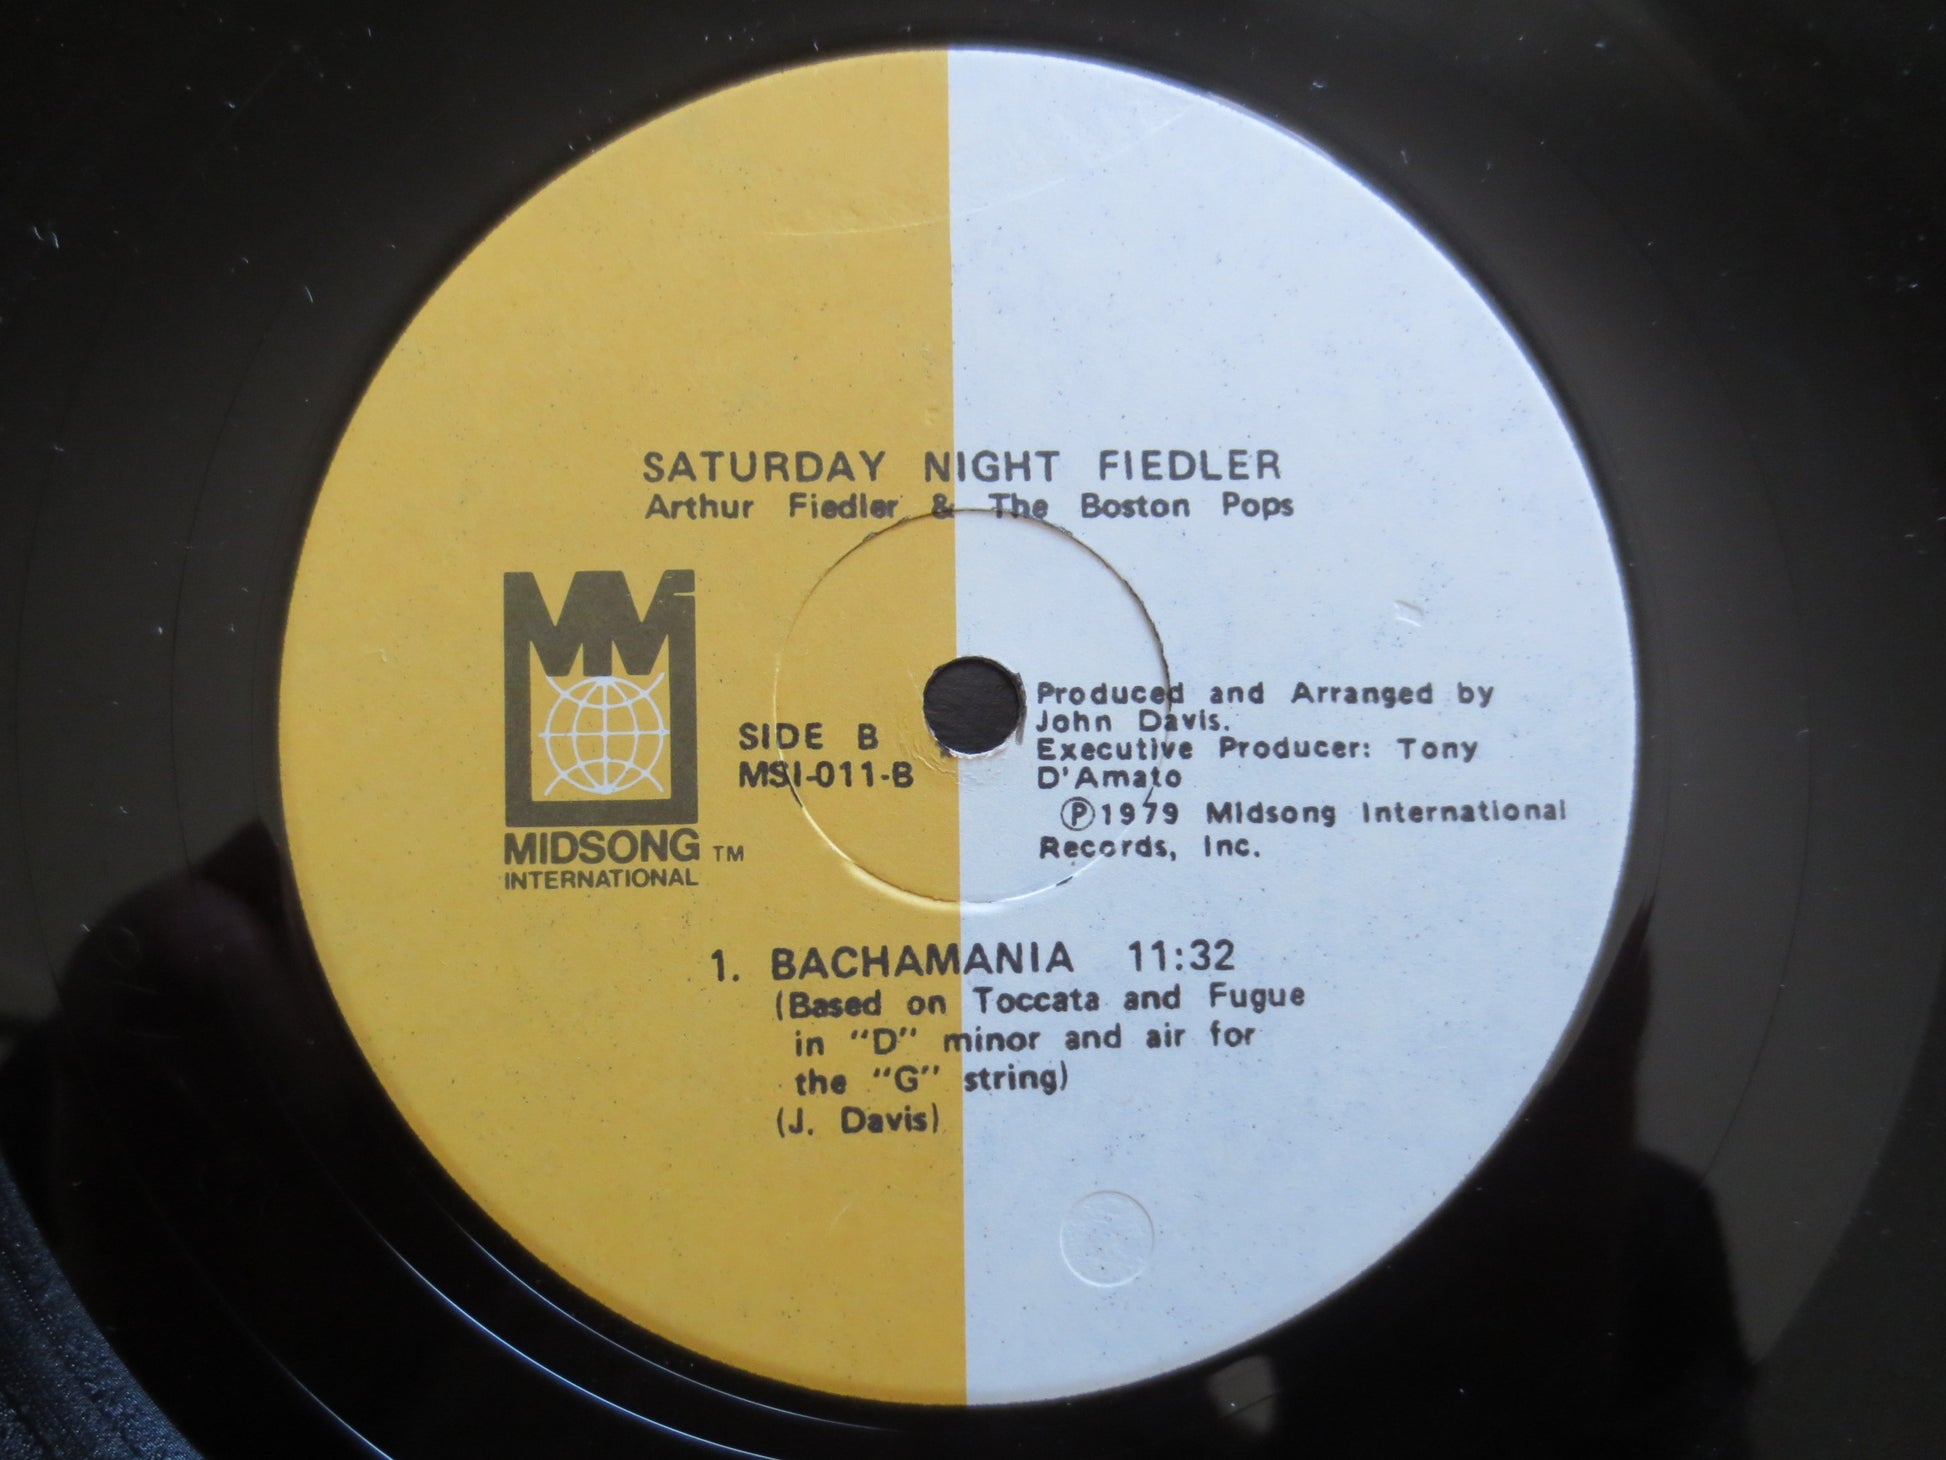 SATURDAY NIGHT FIEDLER
Arthur Fiedler & The Boston Pops
MIDSONG TM
INTERNATIONAL
SIDE B
MSI-011-B
Produced and Arranged by
John Davis.
Executive Producer: Tony
D'Amato
Ⓟ1979 Midsong International
Records, Inc.
1. BACHAMANIA 11:32
(Based on Toccata and Fugue
in "D" minor and air for
the "G" string)
(J. Davis)